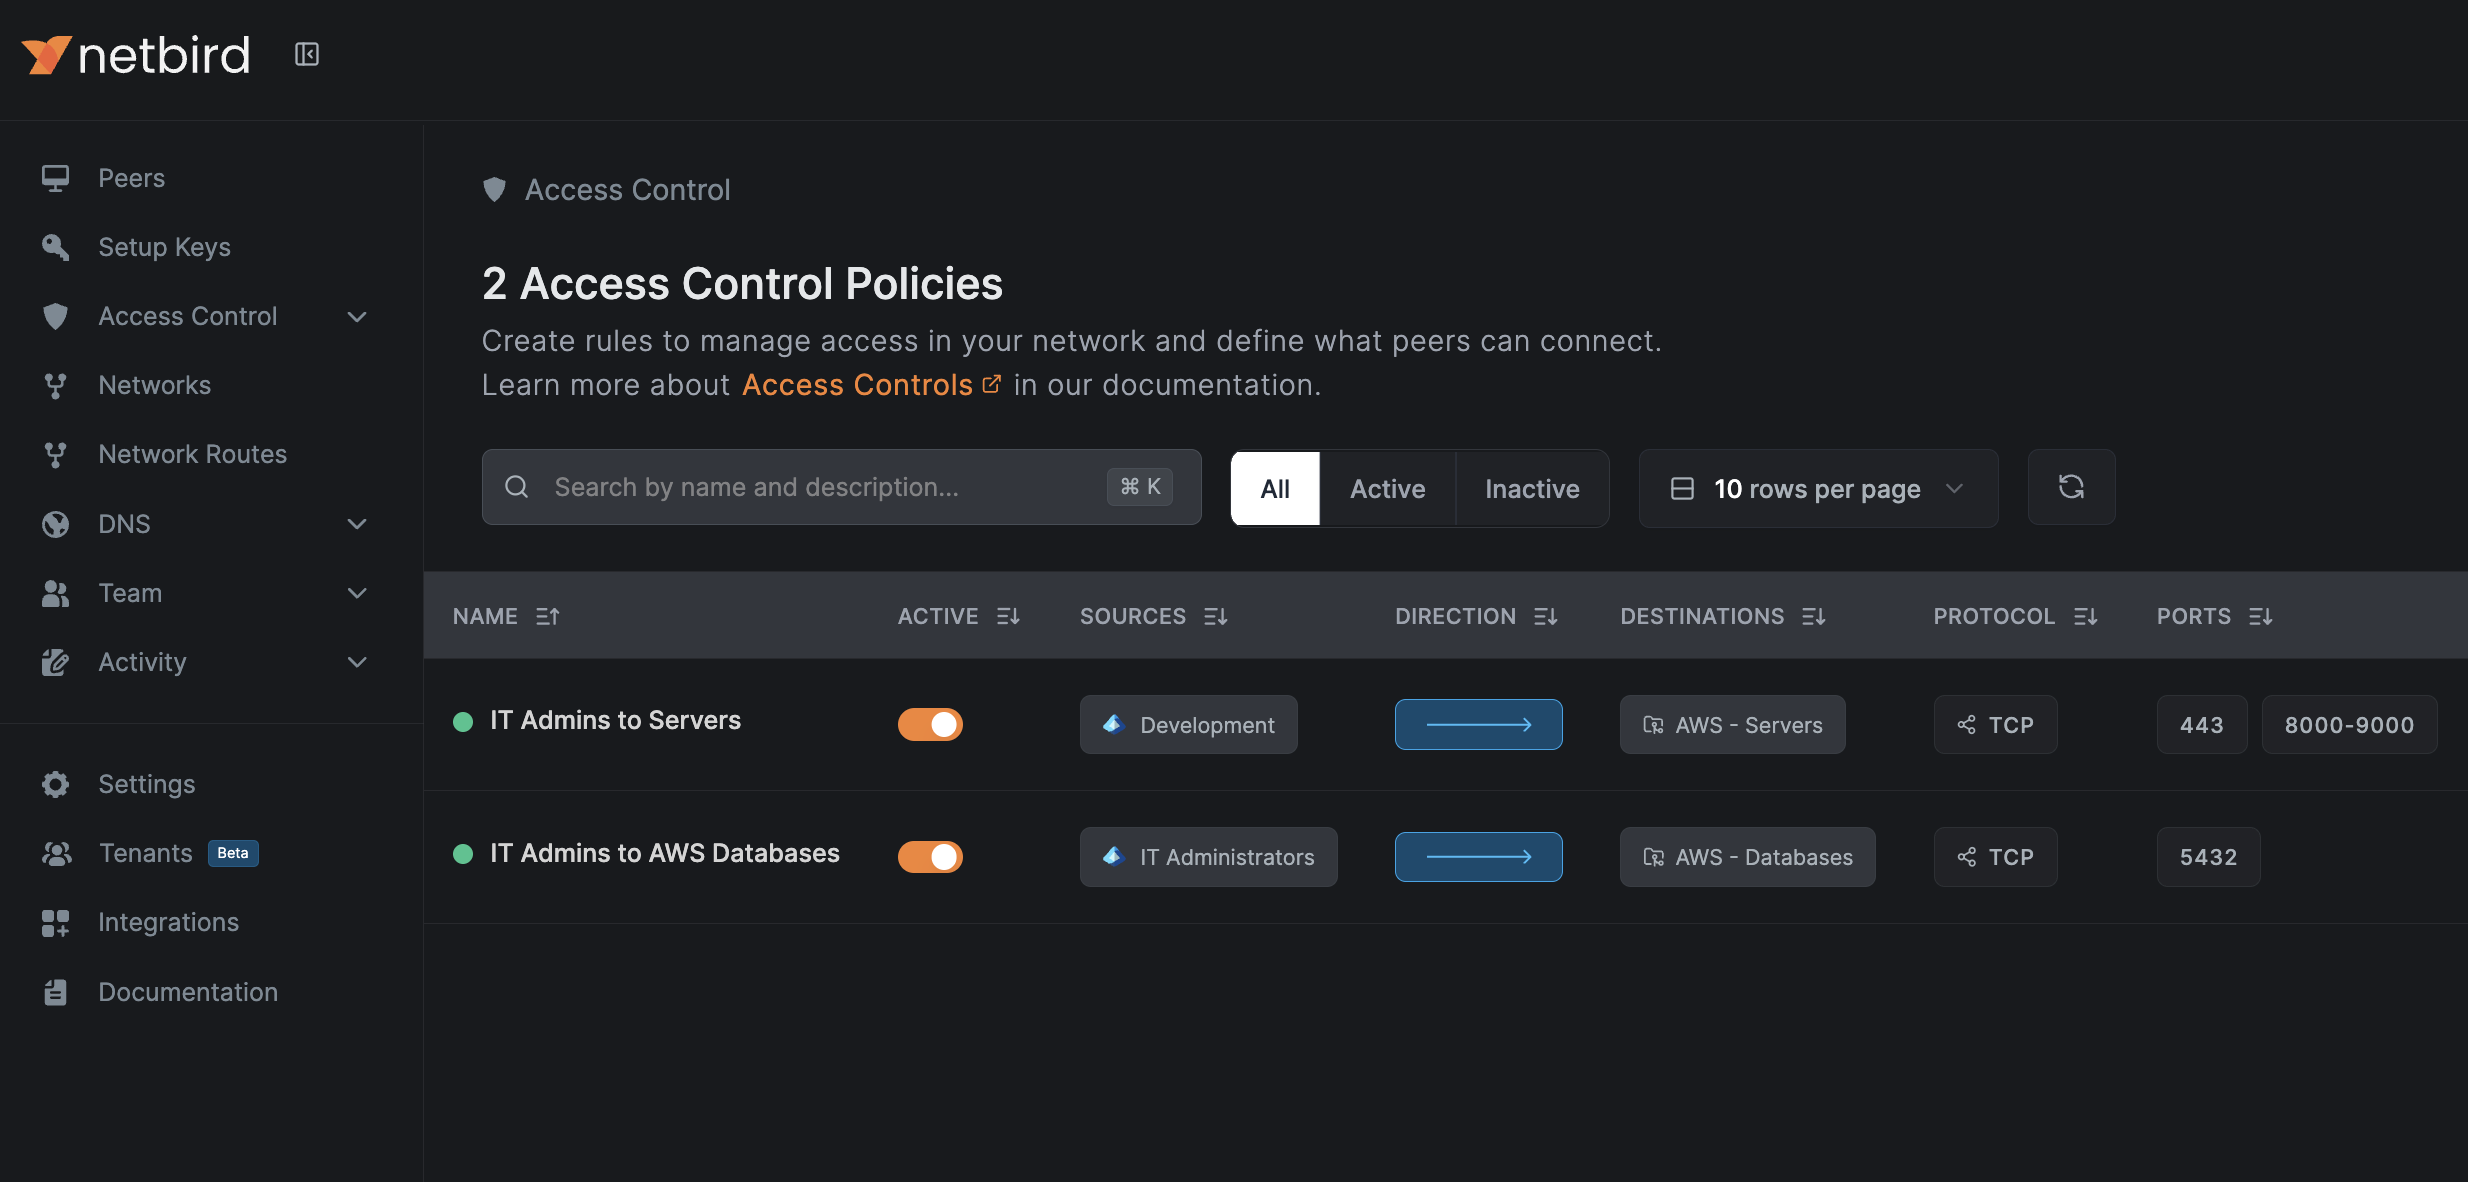 netbird
Peers
Setup Keys
Access Control
Networks
Network Routes
DNS
Team
Activity
Settings
Tenants Beta
Integrations
Documentation
Access Control
2 Access Control Policies
Create rules to manage access in your network and define what peers can connect.
Learn more about Access Controls in our documentation.
Search by name and description... ⌘ K All Active Inactive 10 rows per page
NAME ACTIVE SOURCES DIRECTION DESTINATIONS PROTOCOL PORTS
IT Admins to Servers Development AWS - Servers TCP 443 8000-9000
IT Admins to AWS Databases IT Administrators AWS - Databases TCP 5432